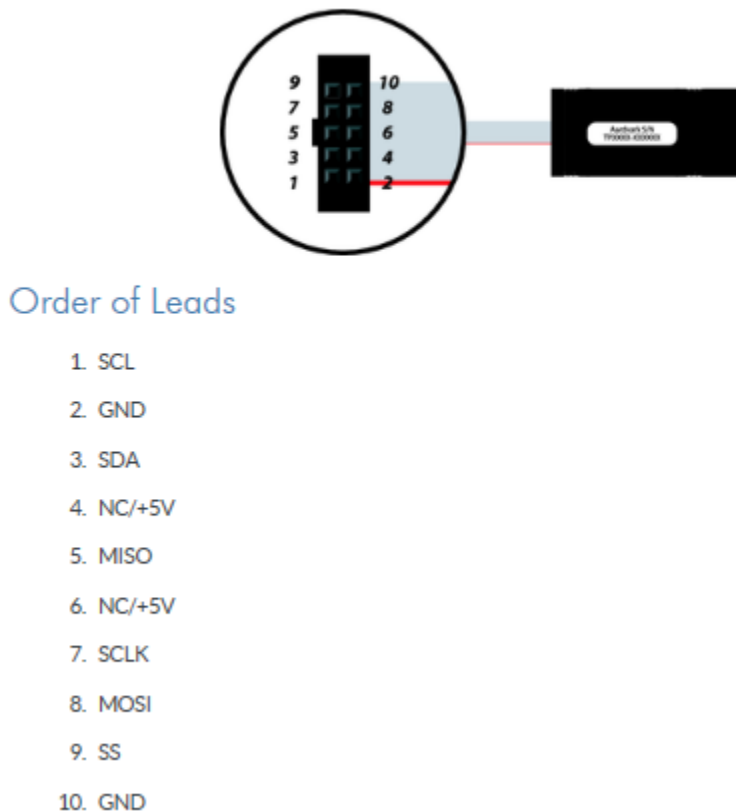 9 10
7 8
5 6
3 4
1 2
Aardvark S/N
Order of Leads
1. SCL
2. GND
3. SDA
4. NC/+5V
5. MISO
6. NC/+5V
7. SCLK
8. MOSI
9. SS
10. GND